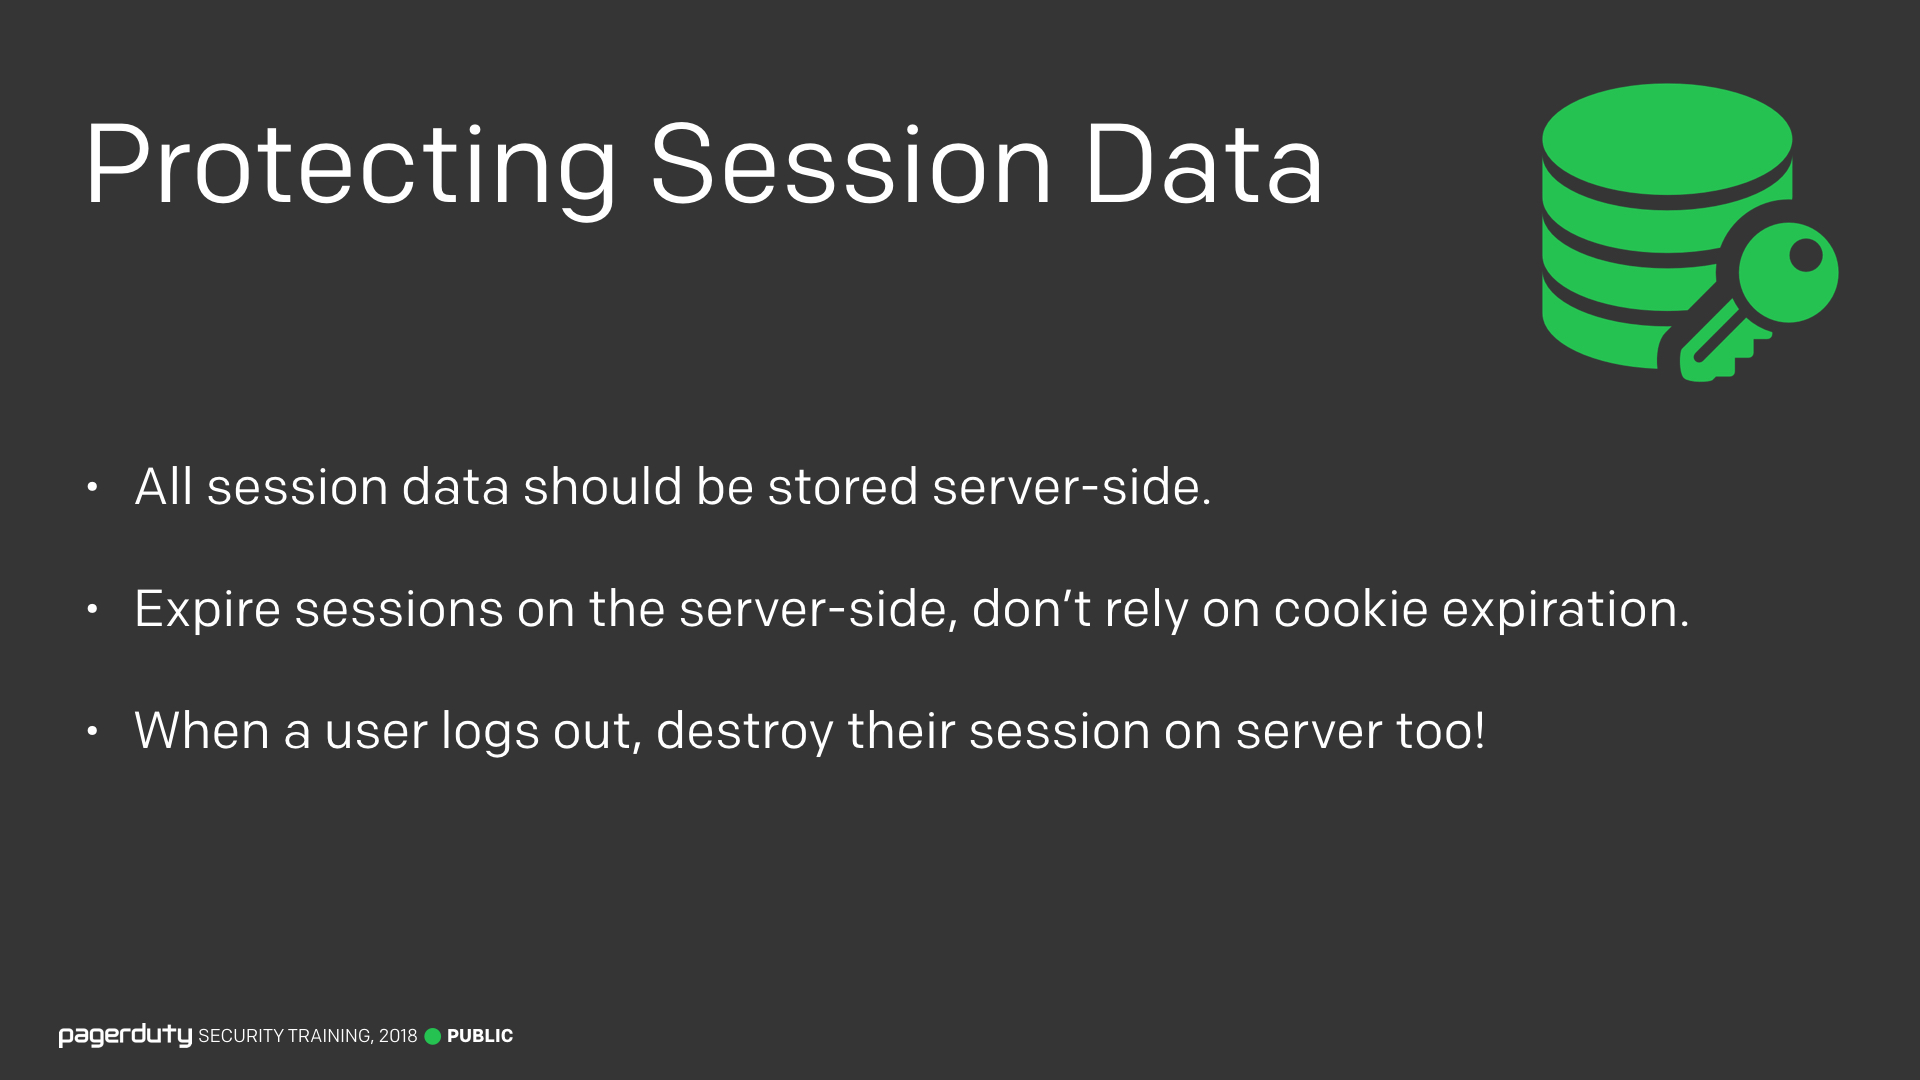 Protecting Session Data
• All session data should be stored server-side.
• Expire sessions on the server-side, don’t rely on cookie expiration.
• When a user logs out, destroy their session on server too!
pagerduty SECURITY TRAINING, 2018 PUBLIC